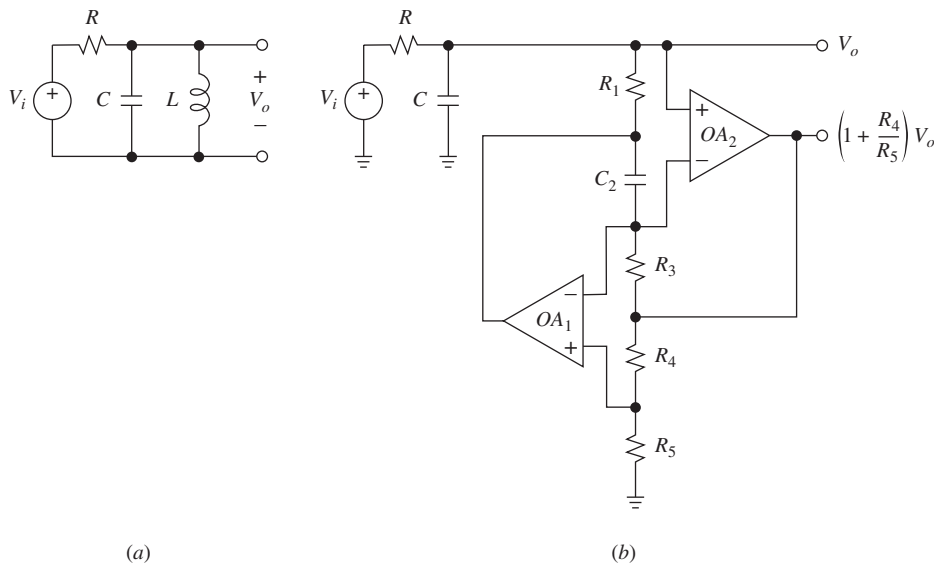 R
V_i
+
C
L
+
V_o
−
(a)
R
V_i
+
C
R_1
C_2
+
−
OA_2
V_o
(1 + R_4/R_5) V_o
R_3
−
OA_1
+
R_4
R_5
(b)